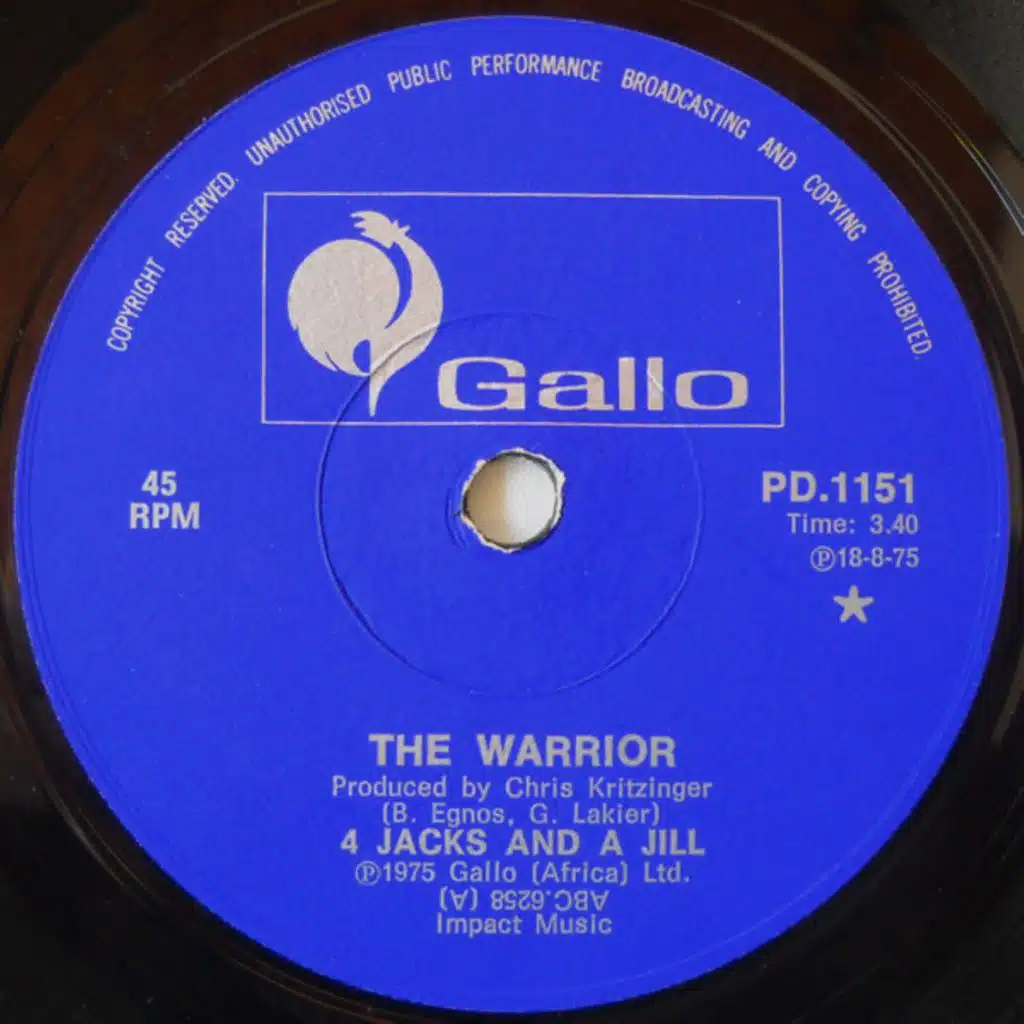 COPYRIGHT RESERVED. UNAUTHORISED PUBLIC PERFORMANCE BROADCASTING AND COPYING PROHIBITED.
Gallo
45
RPM
PD.1151
Time: 3.40
Ⓟ18-8-75
THE WARRIOR
Produced by Chris Kritzinger
(B. Egnos, G. Lakier)
4 JACKS AND A JILL
Ⓟ1975 Gallo (Africa) Ltd.
ABC.6258 (A)
Impact Music